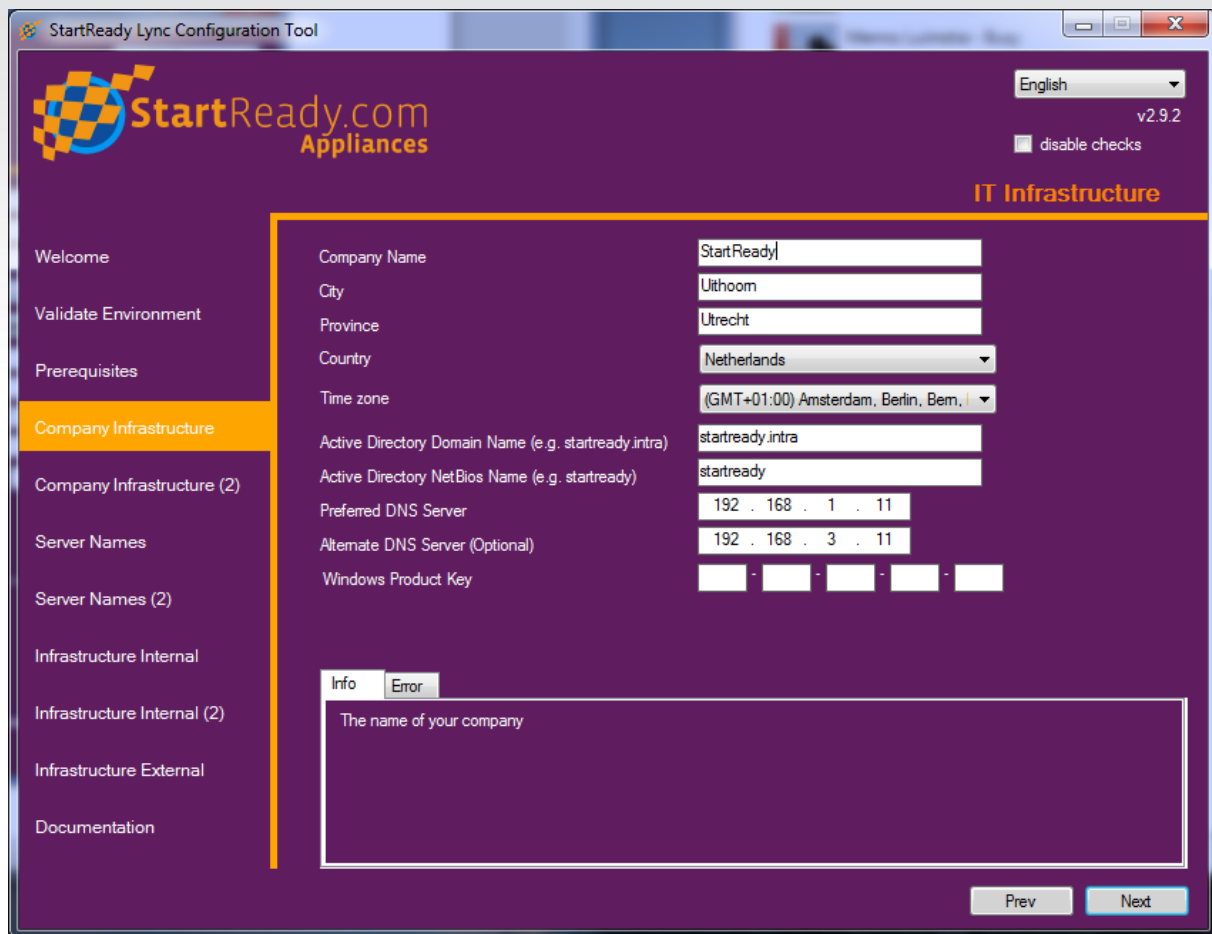 StartReady Lync Configuration Tool
StartReady.com
Appliances
English
v2.9.2
disable checks
IT Infrastructure
Welcome
Validate Environment
Prerequisites
Company Infrastructure
Company Infrastructure (2)
Server Names
Server Names (2)
Infrastructure Internal
Infrastructure Internal (2)
Infrastructure External
Documentation
Company Name StartReady
City Uithoorn
Province Utrecht
Country Netherlands
Time zone (GMT+01:00) Amsterdam, Berlin, Bern,
Active Directory Domain Name (e.g. startready.intra) startready.intra
Active Directory NetBios Name (e.g. startready) startready
Preferred DNS Server 192 . 168 . 1 . 11
Alternate DNS Server (Optional) 192 . 168 . 3 . 11
Windows Product Key - - - -
Info Error
The name of your company
Prev Next